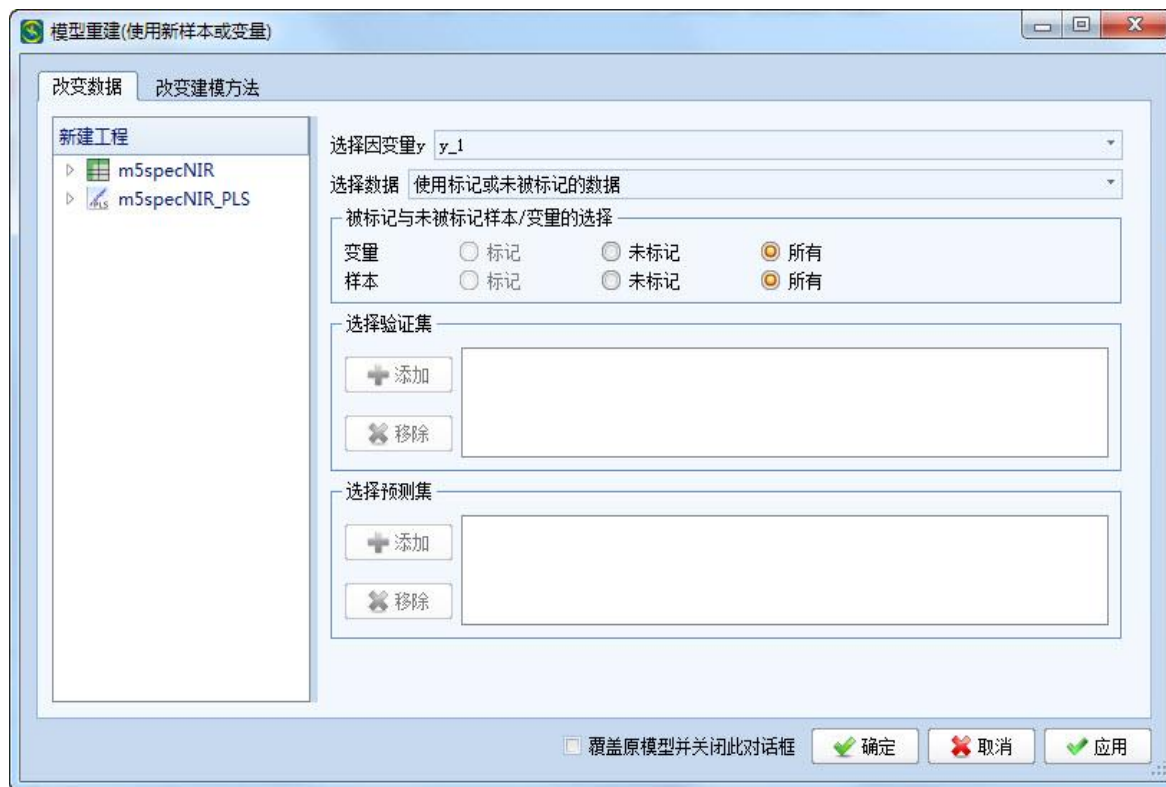 模型重建(使用新样本或变量)
改变数据 改变建模方法
新建工程
m5specNIR
m5specNIR_PLS
选择因变量y y_1
选择数据 使用标记或未被标记的数据
被标记与未被标记样本/变量的选择
变量 标记 未标记 所有
样本 标记 未标记 所有
选择验证集
添加
移除
选择预测集
添加
移除
覆盖原模型并关闭此对话框 确定 取消 应用